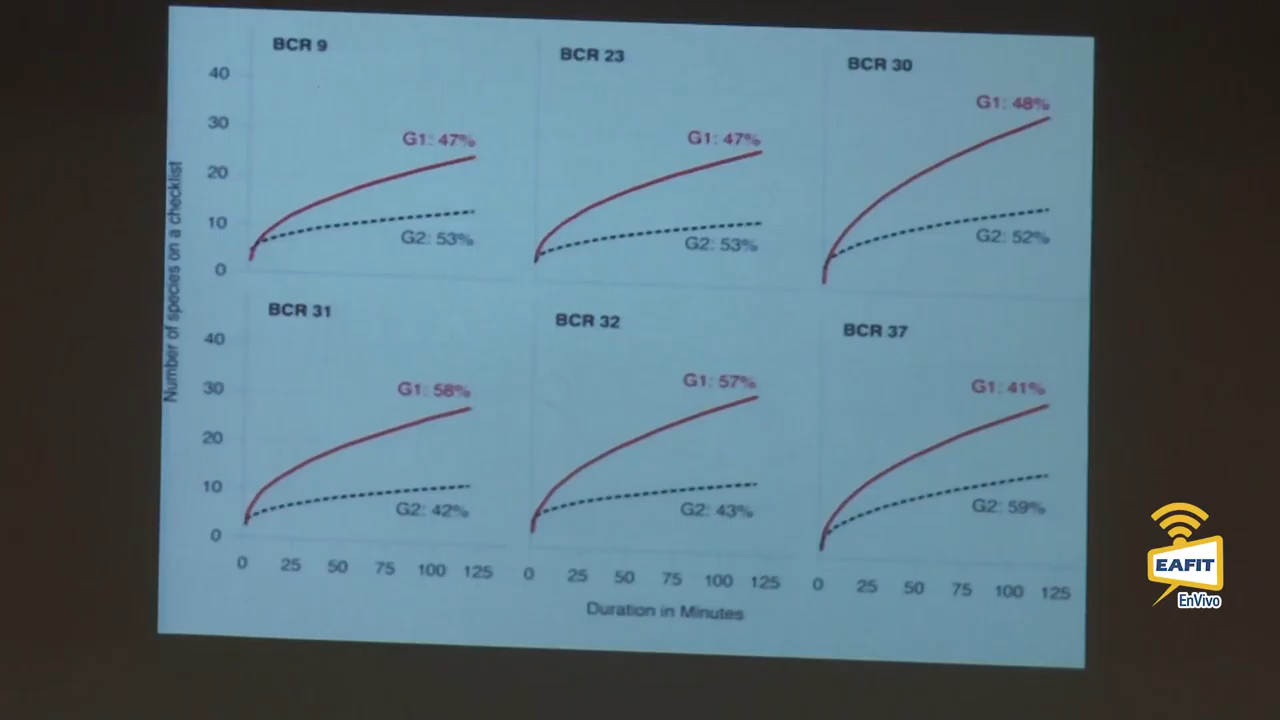 BCR 9
BCR 23
BCR 30
40
30
20
10
0
G1: 47%
G2: 53%
G1: 47%
G2: 53%
G1: 48%
G2: 52%
Number of species on a checklist
BCR 31
BCR 32
BCR 37
40
30
20
10
0
G1: 58%
G2: 42%
G1: 57%
G2: 43%
G1: 41%
G2: 59%
0 25 50 75 100 125
0 25 50 75 100 125
0 25 50 75 100 125
Duration in Minutes
EAFIT
EnVivo